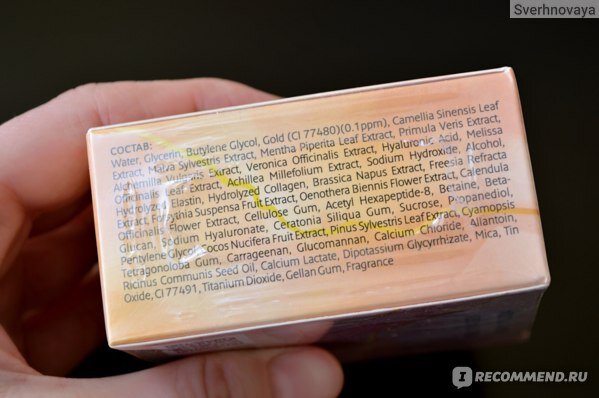 Sverhnovaya
СОСТАВ:
Water, Glycerin, Butylene Glycol, Gold (CI 77480)(0.1ppm), Camellia Sinensis Leaf
Extract, Malva Sylvestris Extract, Mentha Piperita Leaf Extract, Primula Veris Extract,
Alchemilla Vulgaris Extract, Veronica Officinalis Extract, Hyaluronic Acid, Melissa
Officinalis Leaf Extract, Achillea Millefolium Extract, Sodium Hydroxide, Alcohol,
Hydrolyzed Elastin, Hydrolyzed Collagen, Brassica Napus Extract, Freesia Refracta
Extract, Forsythia Suspensa Fruit Extract, Oenothera Biennis Flower Extract, Calendula
Officinalis Flower Extract, Cellulose Gum, Acetyl Hexapeptide-8, Betaine, Beta-
Glucan, Sodium Hyaluronate, Ceratonia Siliqua Gum, Sucrose, Propanediol,
Pentylene Glycol, Cocos Nucifera Fruit Extract, Pinus Sylvestris Leaf Extract, Cyamopsis
Tetragonoloba Gum, Carrageenan, Glucomannan, Calcium Chloride, Allantoin,
Ricinus Communis Seed Oil, Calcium Lactate, Dipotassium Glycyrrhizate, Mica, Tin
Oxide, CI 77491, Titanium Dioxide, Gellan Gum, Fragrance
I RECOMMEND.RU